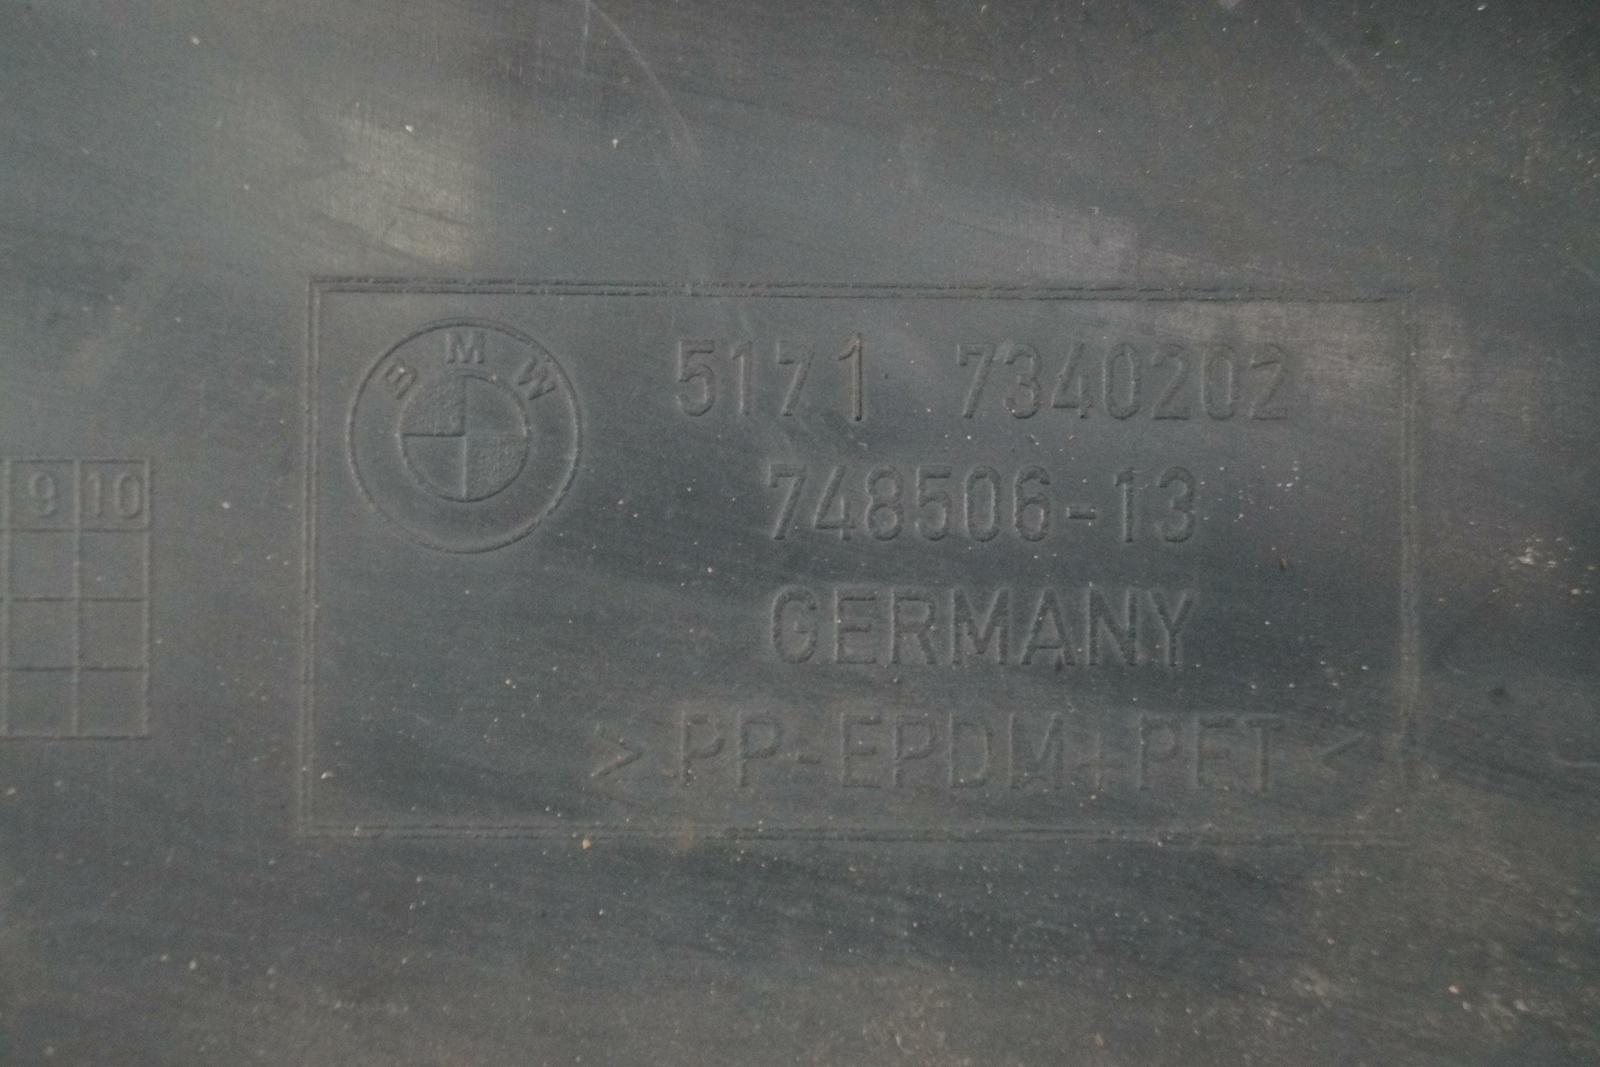 BMW
5171 7340202
748506-13
GERMANY
>PP-EPDM+PET<
9 10